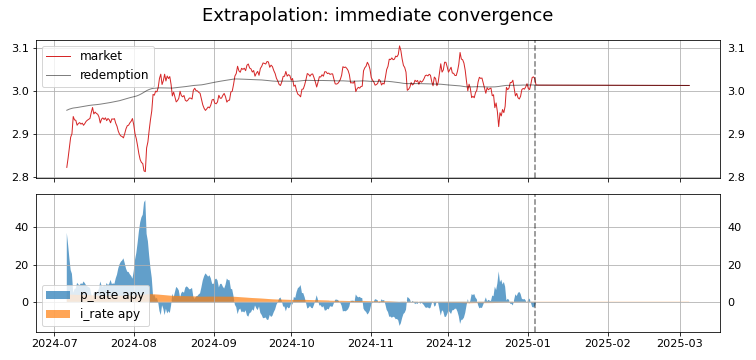 Extrapolation: immediate convergence
3.1 3.1
market
redemption
3.0 3.0
2.9 2.9
2.8 2.8
40 40
20 20
p_rate apy
0 0
i_rate apy
2024-07 2024-08 2024-09 2024-10 2024-11 2024-12 2025-01 2025-02 2025-03